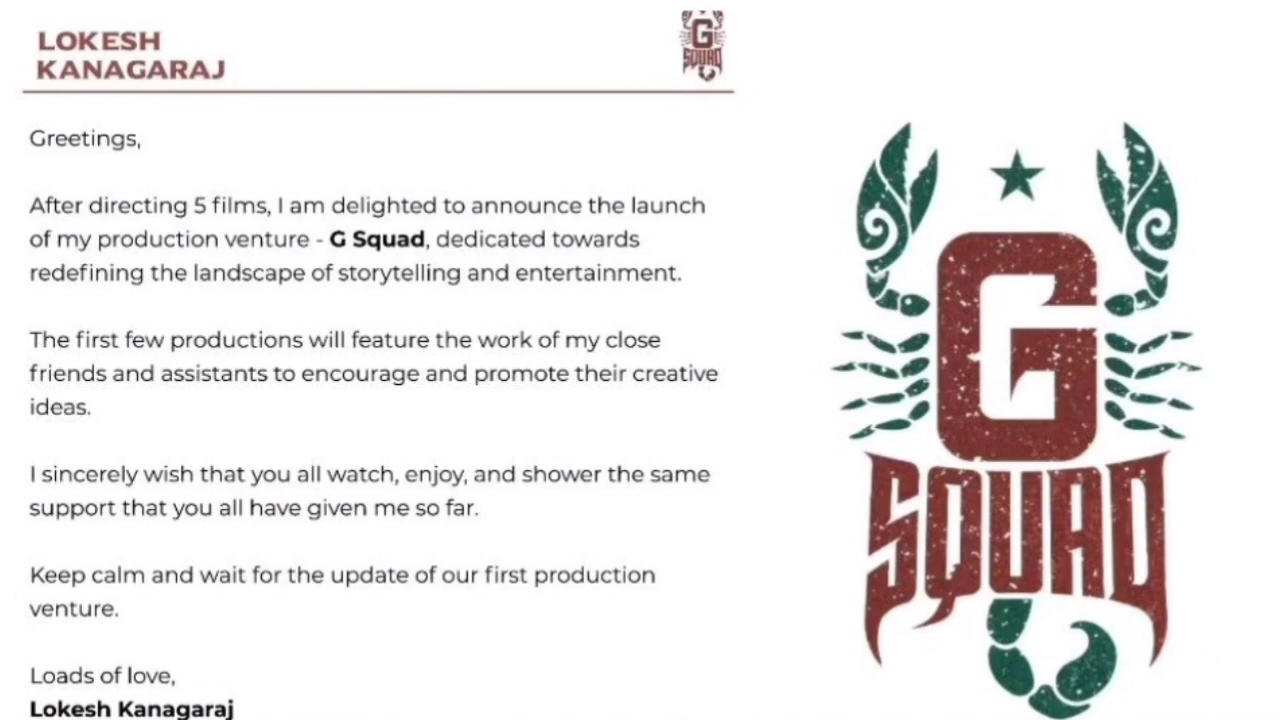 LOKESH
KANAGARAJ
G
SQUAD
Greetings,
After directing 5 films, I am delighted to announce the launch
of my production venture - G Squad, dedicated towards
redefining the landscape of storytelling and entertainment.
The first few productions will feature the work of my close
friends and assistants to encourage and promote their creative
ideas.
I sincerely wish that you all watch, enjoy, and shower the same
support that you all have given me so far.
Keep calm and wait for the update of our first production
venture.
Loads of love,
Lokesh Kanagaraj
G
SQUAD